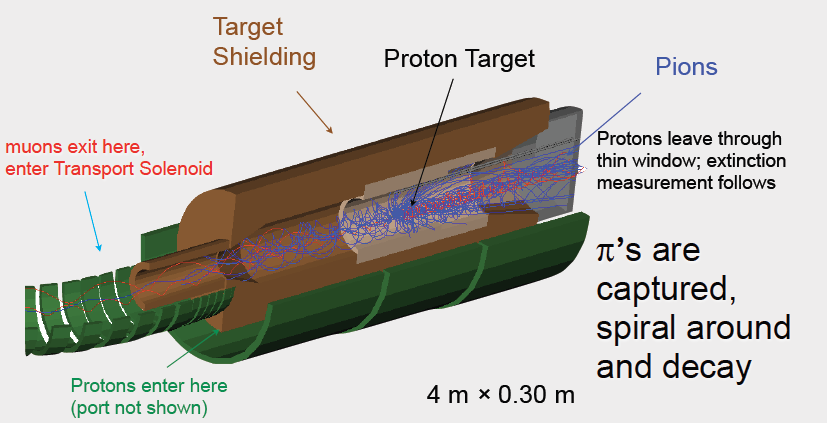 Target
Shielding
Proton Target
Pions
muons exit here,
enter Transport Solenoid
Protons leave through
thin window; extinction
measurement follows
π's are
captured,
spiral around
and decay
Protons enter here
(port not shown)
4 m × 0.30 m